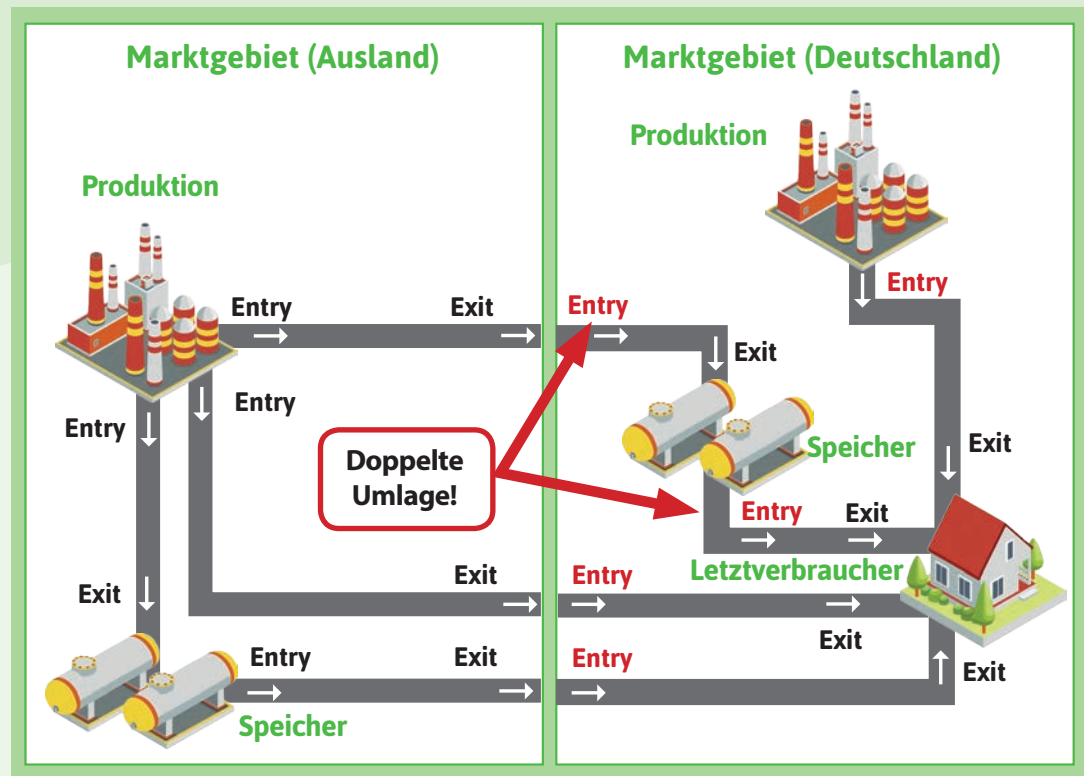 Marktgebiet (Ausland)
Marktgebiet (Deutschland)
Produktion
Produktion
Entry
Exit
Entry
Entry
Exit
Entry
Entry
Doppelte
Umlage!
Speicher
Exit
Entry
Exit
Letztverbraucher
Exit
Exit
Entry
Exit
Entry
Exit
Entry
Exit
Speicher